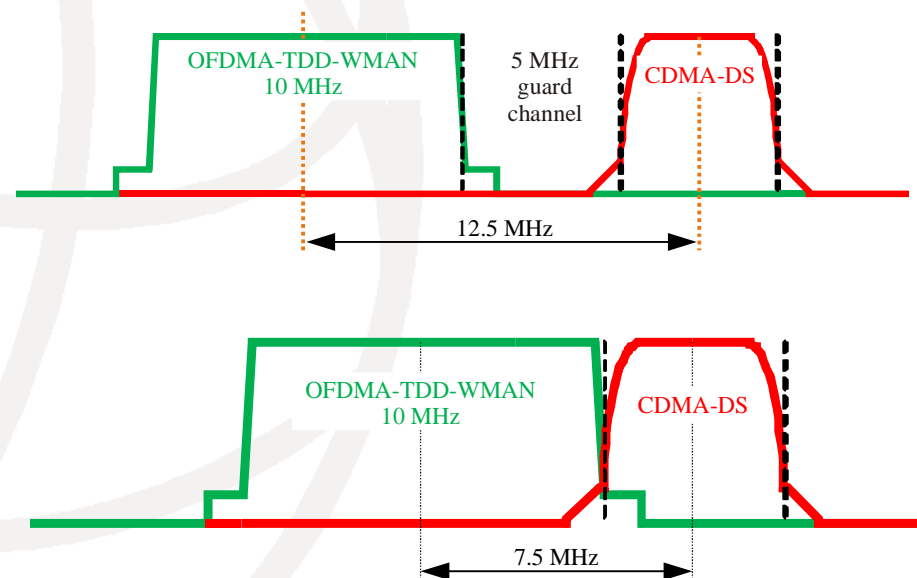 OFDMA-TDD-WMAN
10 MHz
5 MHz
guard
channel
CDMA-DS
12.5 MHz
OFDMA-TDD-WMAN
10 MHz
CDMA-DS
7.5 MHz